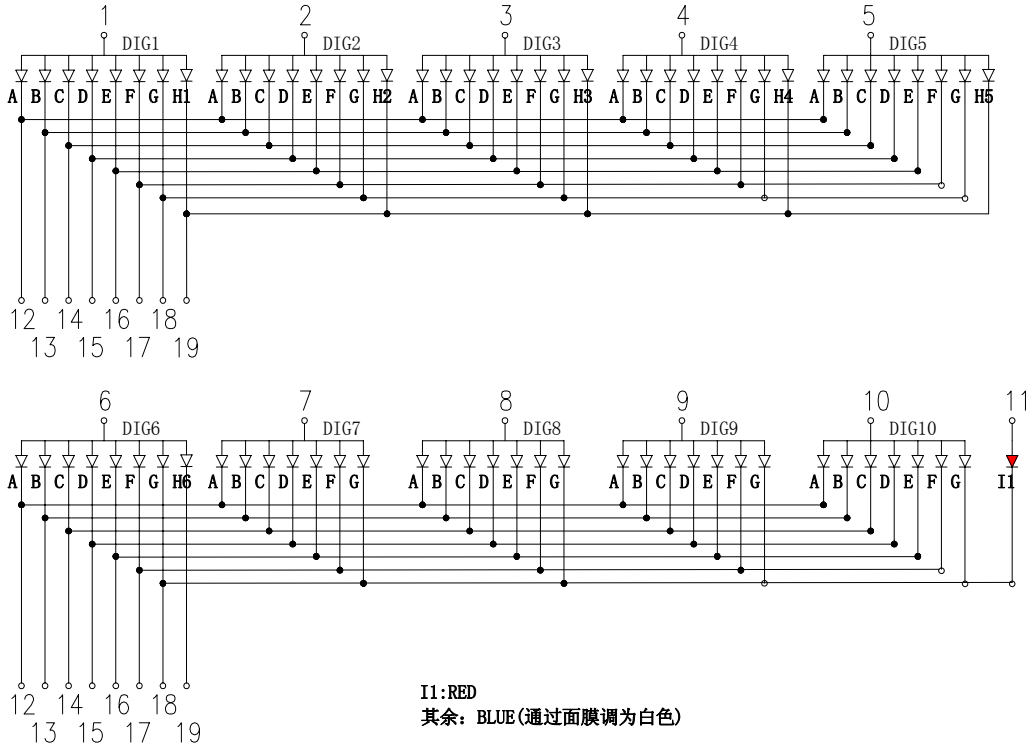 1 2 3 4 5
DIG1 DIG2 DIG3 DIG4 DIG5
A B C D E F G H1 A B C D E F G H2 A B C D E F G H3 A B C D E F G H4 A B C D E F G H5
12 14 16 18
13 15 17 19
6 7 8 9 10 11
DIG6 DIG7 DIG8 DIG9 DIG10
A B C D E F G H6 A B C D E F G A B C D E F G A B C D E F G A B C D E F G I1
12 14 16 18
13 15 17 19
I1:RED
其余: BLUE(通过面膜调为白色)